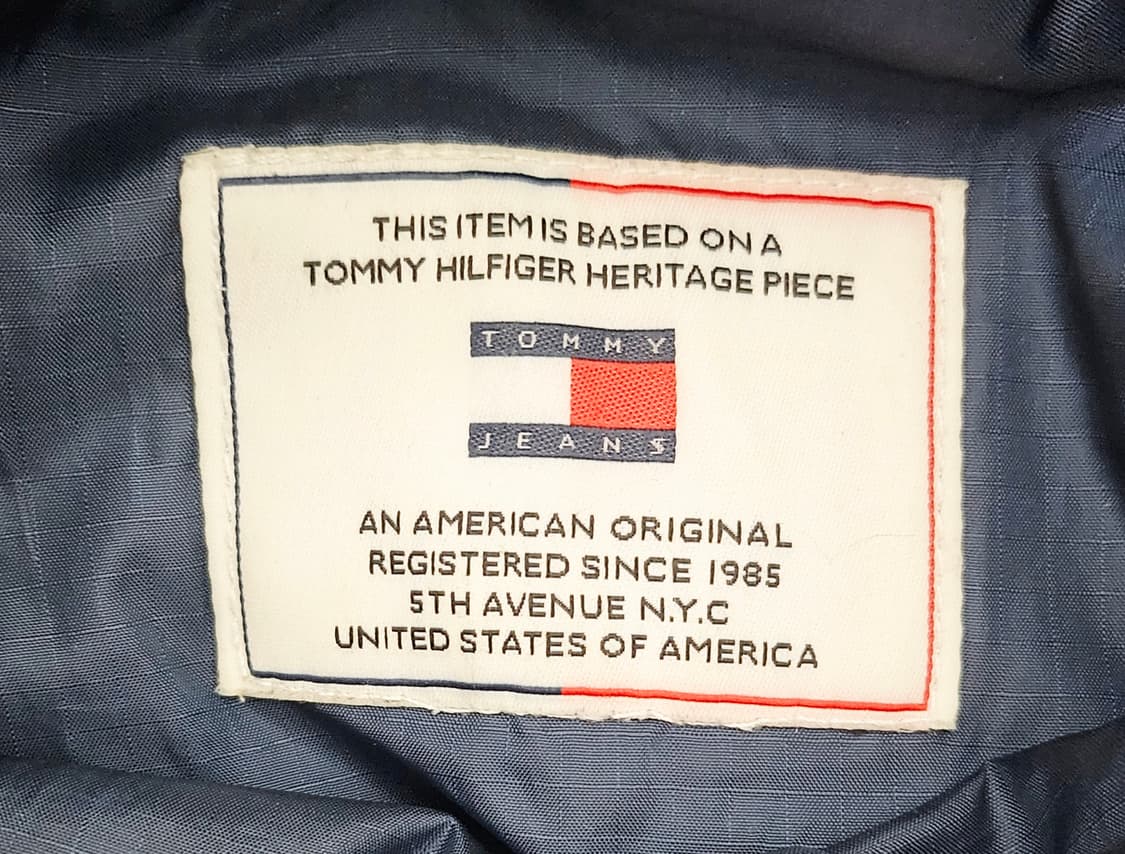 THIS ITEM IS BASED ON A
TOMMY HILFIGER HERITAGE PIECE
TOMMY
JEANS
AN AMERICAN ORIGINAL
REGISTERED SINCE 1985
5TH AVENUE N.Y.C
UNITED STATES OF AMERICA